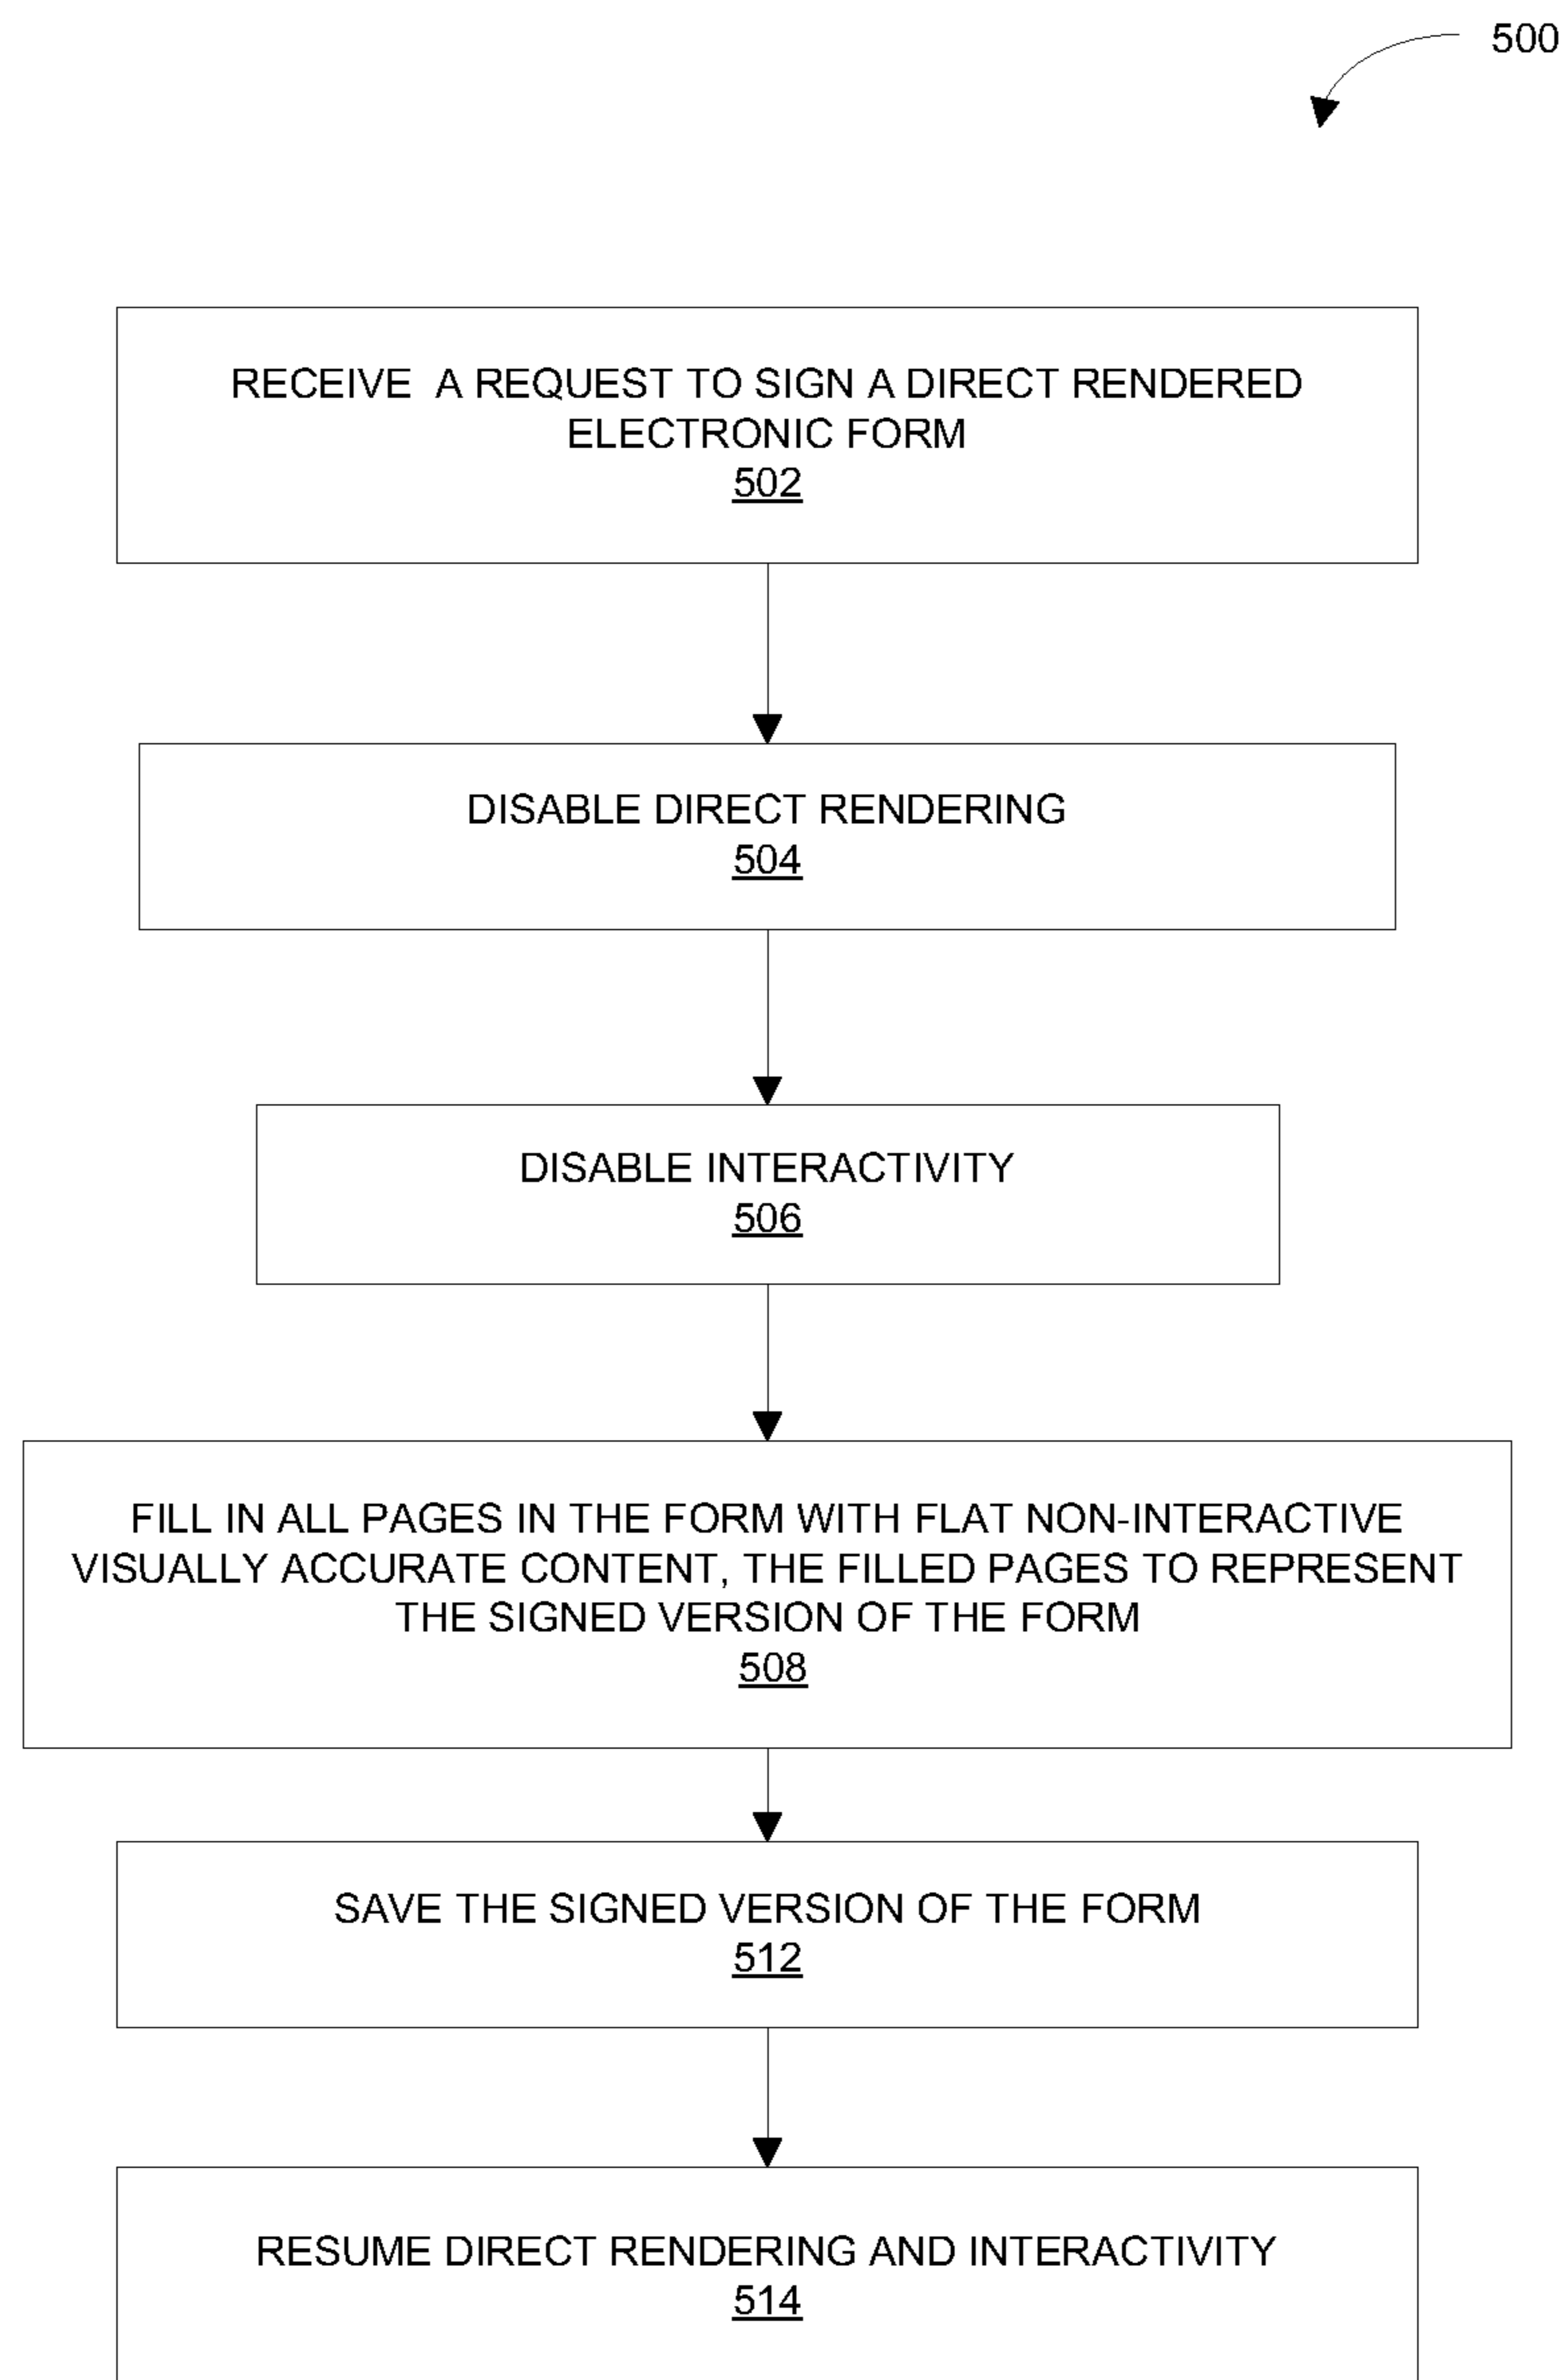 500
RECEIVE A REQUEST TO SIGN A DIRECT RENDERED
ELECTRONIC FORM
502
DISABLE DIRECT RENDERING
504
DISABLE INTERACTIVITY
506
FILL IN ALL PAGES IN THE FORM WITH FLAT NON-INTERACTIVE
VISUALLY ACCURATE CONTENT, THE FILLED PAGES TO REPRESENT
THE SIGNED VERSION OF THE FORM
508
SAVE THE SIGNED VERSION OF THE FORM
512
RESUME DIRECT RENDERING AND INTERACTIVITY
514